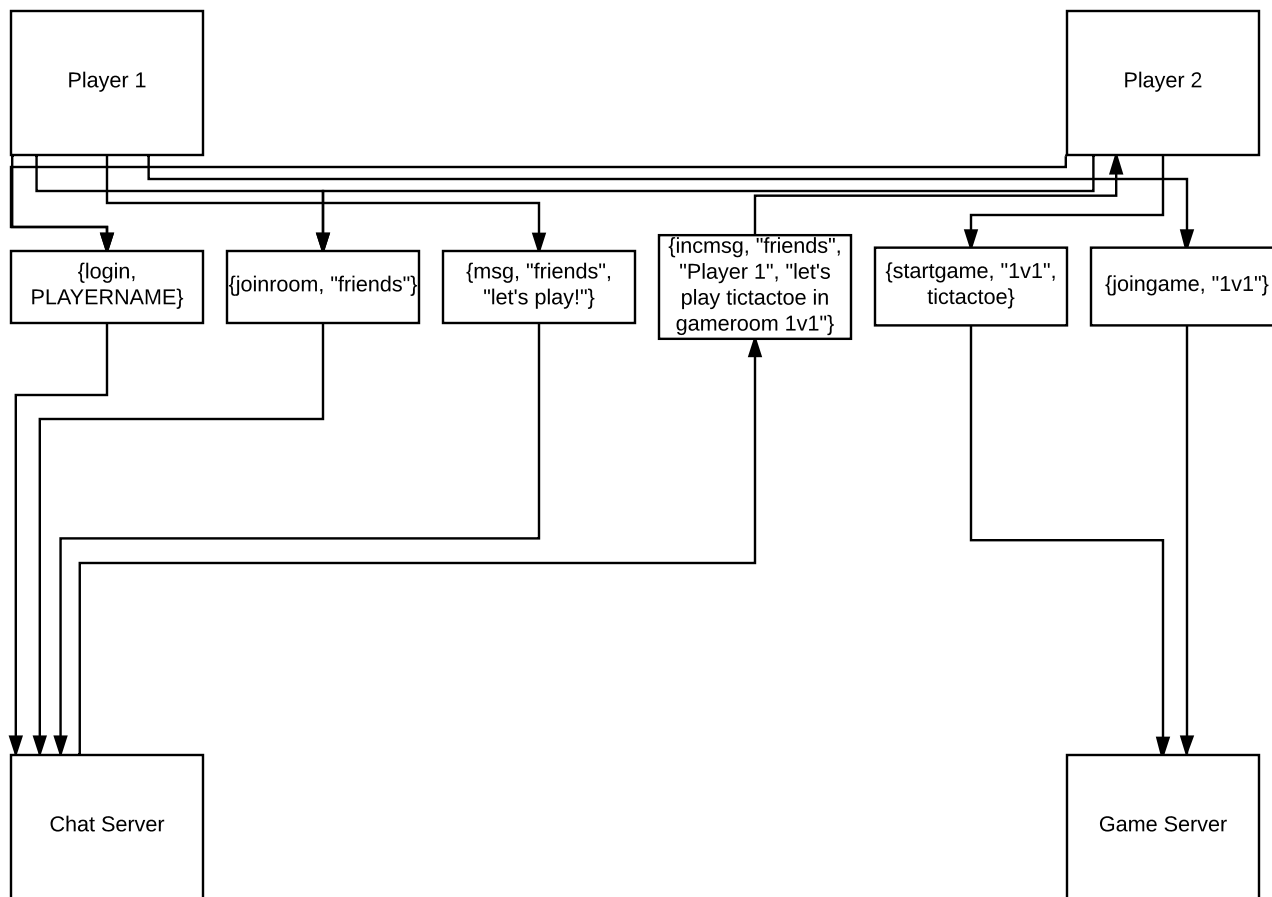 Player 1
Player 2
{login,
PLAYERNAME}
{joinroom, "friends"}
{msg, "friends",
"let's play!"}
{incmsg, "friends",
"Player 1", "let's
play tictactoe in
gameroom 1v1"}
{startgame, "1v1",
tictactoe}
{joingame, "1v1"}
Chat Server
Game Server